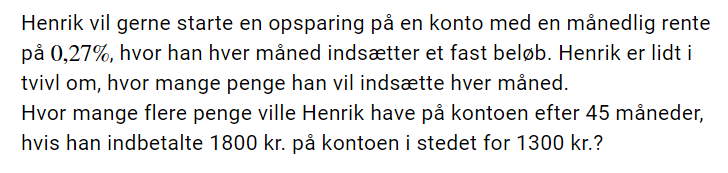 Henrik vil gerne starte en opsparing på en konto med en månedlig rente
på 0,27%, hvor han hver måned indsætter et fast beløb. Henrik er lidt i
tvivl om, hvor mange penge han vil indsætte hver måned.
Hvor mange flere penge ville Henrik have på kontoen efter 45 måneder,
hvis han indbetalte 1800 kr. på kontoen i stedet for 1300 kr.?